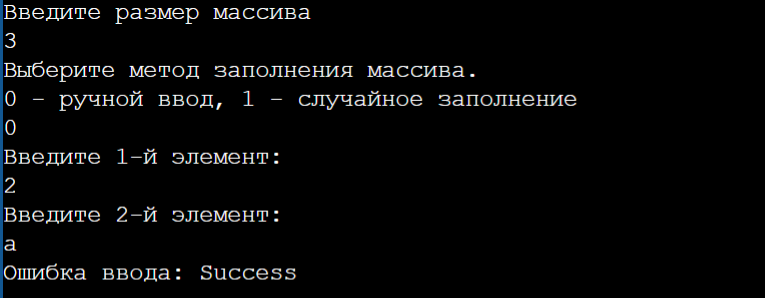 Введите размер массива
3
Выберите метод заполнения массива.
0 - ручной ввод, 1 - случайное заполнение
0
Введите 1-й элемент:
2
Введите 2-й элемент:
a
Ошибка ввода: Success